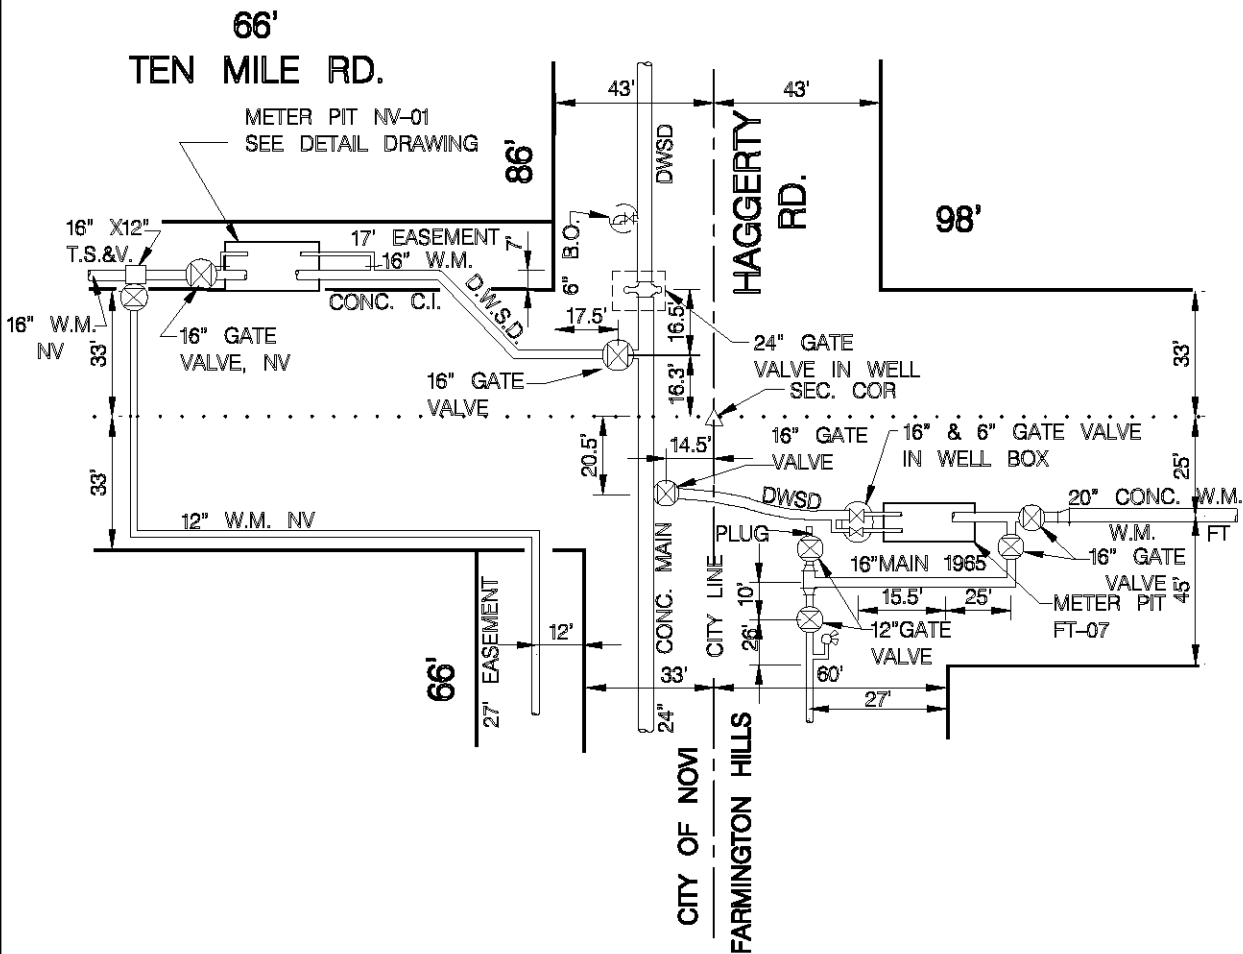 66'
TEN MILE RD.
METER PIT NV-01
SEE DETAIL DRAWING
86'
43'
43'
DWSD
HAGGERTY
RD.
98'
16" X12"
T.S.&V.
17' EASEMENT
16" W.M.
7'
6" B.O.
CONC. C.I.
D.W.S.D.
16" W.M.
NV
33'
16" GATE
VALVE, NV
17.5'
16.5'
16.3'
16" GATE
VALVE
24" GATE
VALVE IN WELL
SEC. COR
33'
33'
20.5'
14.5'
16" GATE
VALVE
16" & 6" GATE VALVE
IN WELL BOX
25'
12" W.M. NV
DWSD
20" CONC. W.M.
W.M.
FT
PLUG
16"MAIN 1965
16" GATE
VALVE
45'
10'
15.5'
25'
METER PIT
FT-07
12"GATE
VALVE
26'
CONC. MAIN
CITY LINE
27' EASEMENT
12'
66'
33'
60'
27'
24"
CITY OF NOVI
FARMINGTON HILLS